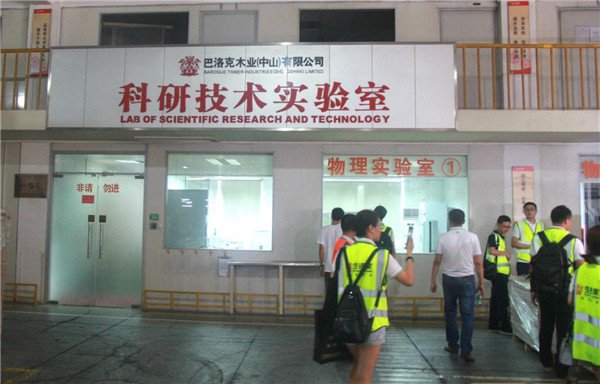 巴洛克木业(中山)有限公司
BAROQUE TIMBER INDUSTRIES(ZHONGSHAN) LIMITED
科研技术实验室
LAB OF SCIENTIFIC RESEARCH AND TECHNOLOGY
非请 勿进
物理实验室①
物